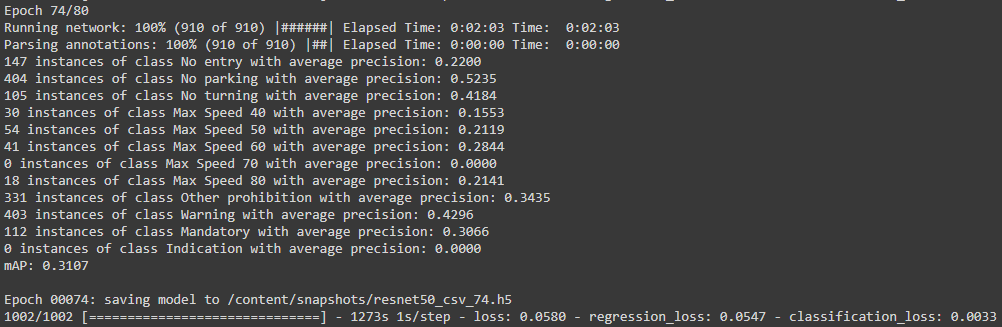 Epoch 74/80
Running network: 100% (910 of 910) |######| Elapsed Time: 0:02:03 Time:  0:02:03
Parsing annotations: 100% (910 of 910) |##| Elapsed Time: 0:00:00 Time:  0:00:00
147 instances of class No entry with average precision: 0.2200
404 instances of class No parking with average precision: 0.5235
105 instances of class No turning with average precision: 0.4184
30 instances of class Max Speed 40 with average precision: 0.1553
54 instances of class Max Speed 50 with average precision: 0.2119
41 instances of class Max Speed 60 with average precision: 0.2844
0 instances of class Max Speed 70 with average precision: 0.0000
18 instances of class Max Speed 80 with average precision: 0.2141
331 instances of class Other prohibition with average precision: 0.3435
403 instances of class Warning with average precision: 0.4296
112 instances of class Mandatory with average precision: 0.3066
0 instances of class Indication with average precision: 0.0000
mAP: 0.3107
Epoch 00074: saving model to /content/snapshots/resnet50_csv_74.h5
1002/1002 [==============================] - 1273s 1s/step - loss: 0.0580 - regression_loss: 0.0547 - classification_loss: 0.0033